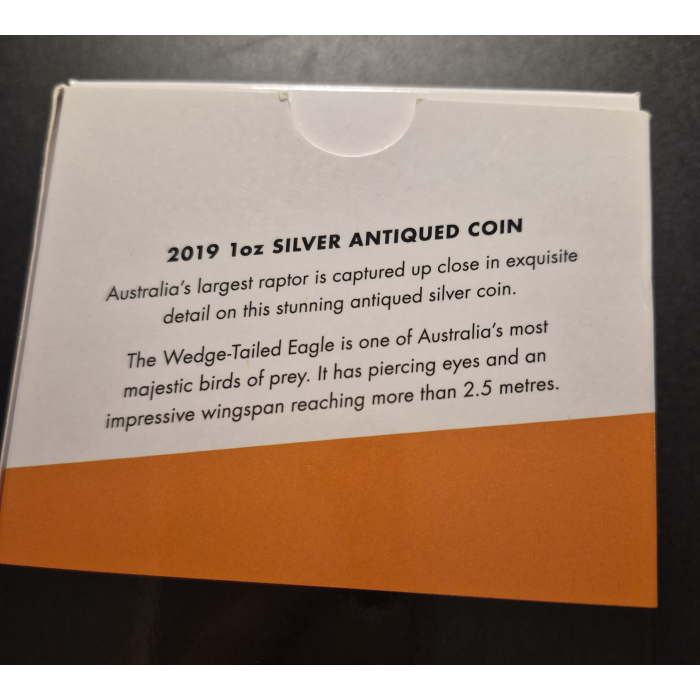 2019 1oz SILVER ANTIQUED COIN
Australia's largest raptor is captured up close in exquisite
detail on this stunning antiqued silver coin.
The Wedge-Tailed Eagle is one of Australia's most
majestic birds of prey. It has piercing eyes and an
impressive wingspan reaching more than 2.5 metres.